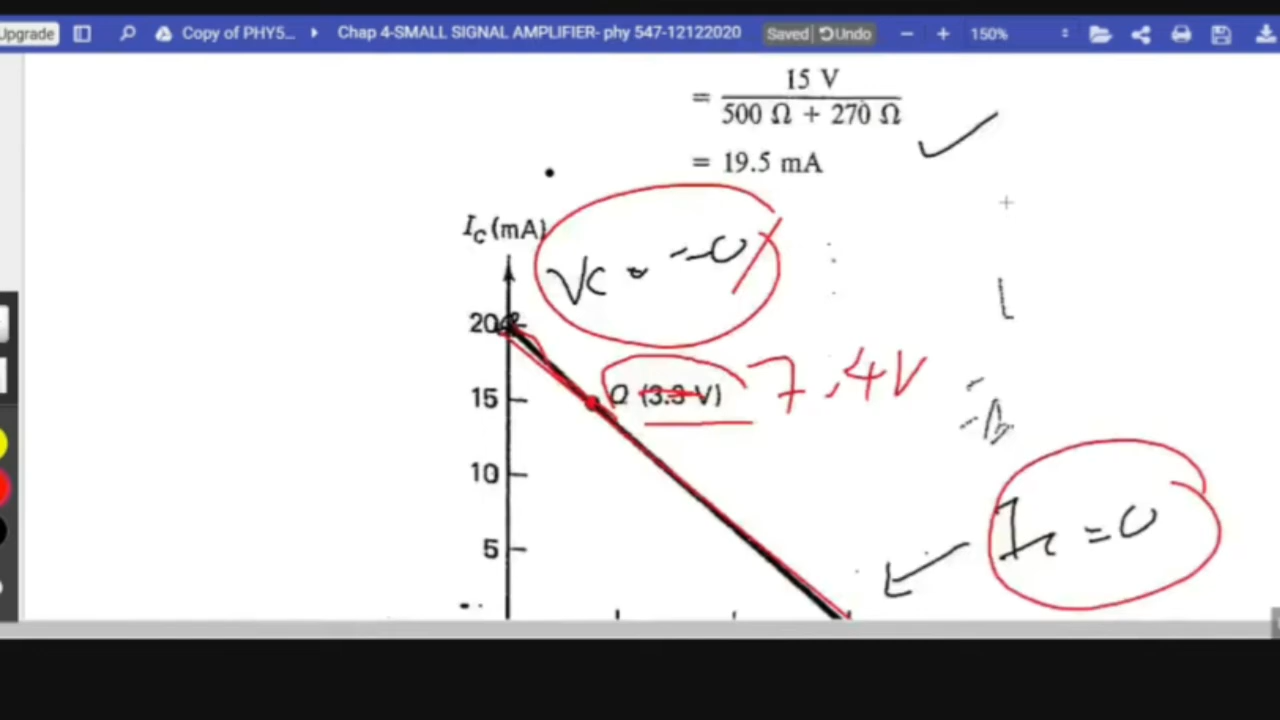 Upgrade
Copy of PHY5... Chap 4-SMALL SIGNAL AMPLIFIER- phy 547-12122020 Saved Undo − + 150%
= 15 V / 500 Ω + 270 Ω
= 19.5 mA
I_C (mA)
VC = 0
20
15
Q (3.3 V) 7.4V
10
5
Ic = 0